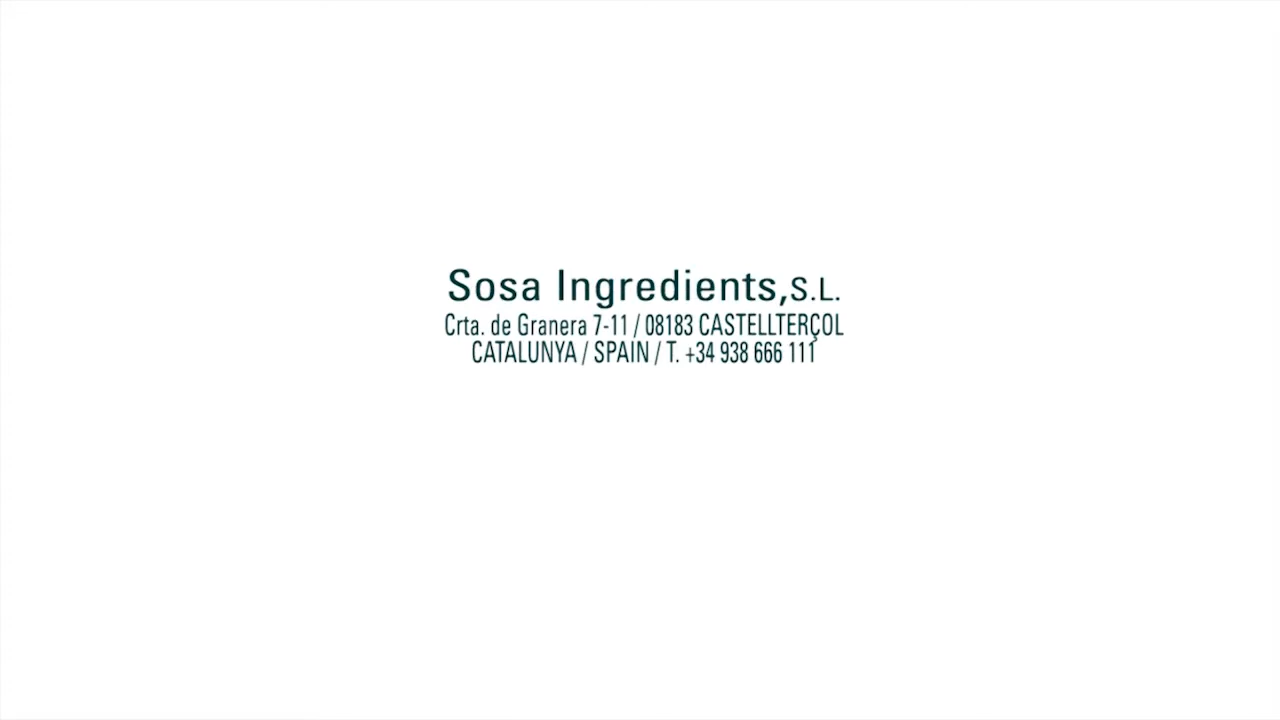 Sosa Ingredients,S.L.
Crta. de Granera 7-11 / 08183 CASTELLTERÇOL
CATALUNYA / SPAIN / T. +34 938 666 111